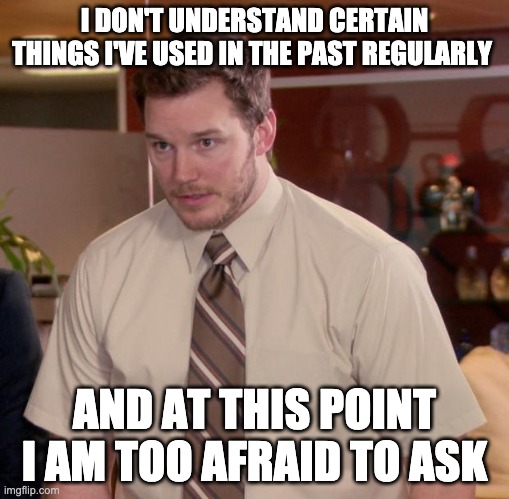 I DON'T UNDERSTAND CERTAIN
THINGS I'VE USED IN THE PAST REGULARLY
AND AT THIS POINT
I AM TOO AFRAID TO ASK
imgflip.com